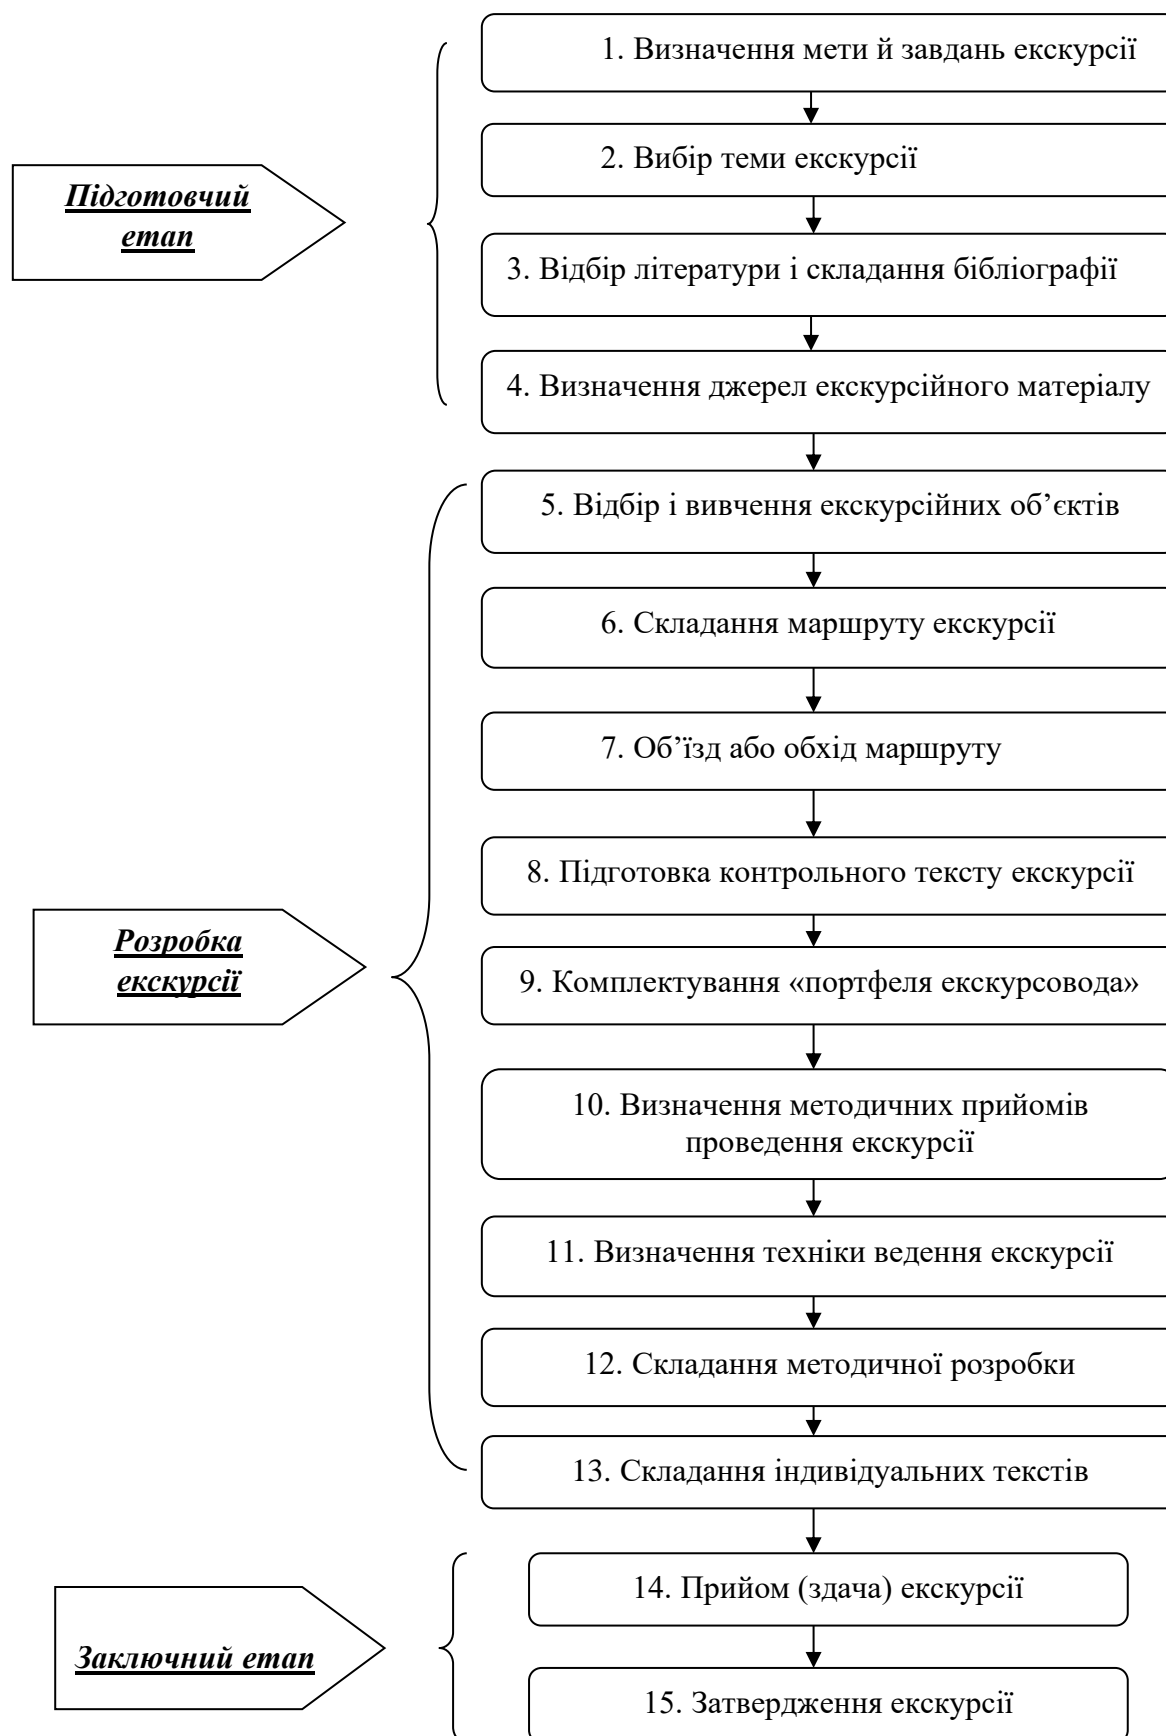 1. Визначення мети й завдань екскурсії
2. Вибір теми екскурсії
Підготовчий
етап
3. Відбір літератури і складання бібліографії
4. Визначення джерел екскурсійного матеріалу
5. Відбір і вивчення екскурсійних об’єктів
6. Складання маршруту екскурсії
7. Об’їзд або обхід маршруту
8. Підготовка контрольного тексту екскурсії
Розробка
екскурсії
9. Комплектування «портфеля екскурсовода»
10. Визначення методичних прийомів
проведення екскурсії
11. Визначення техніки ведення екскурсії
12. Складання методичної розробки
13. Складання індивідуальних текстів
14. Прийом (здача) екскурсії
Заключний етап
15. Затвердження екскурсії